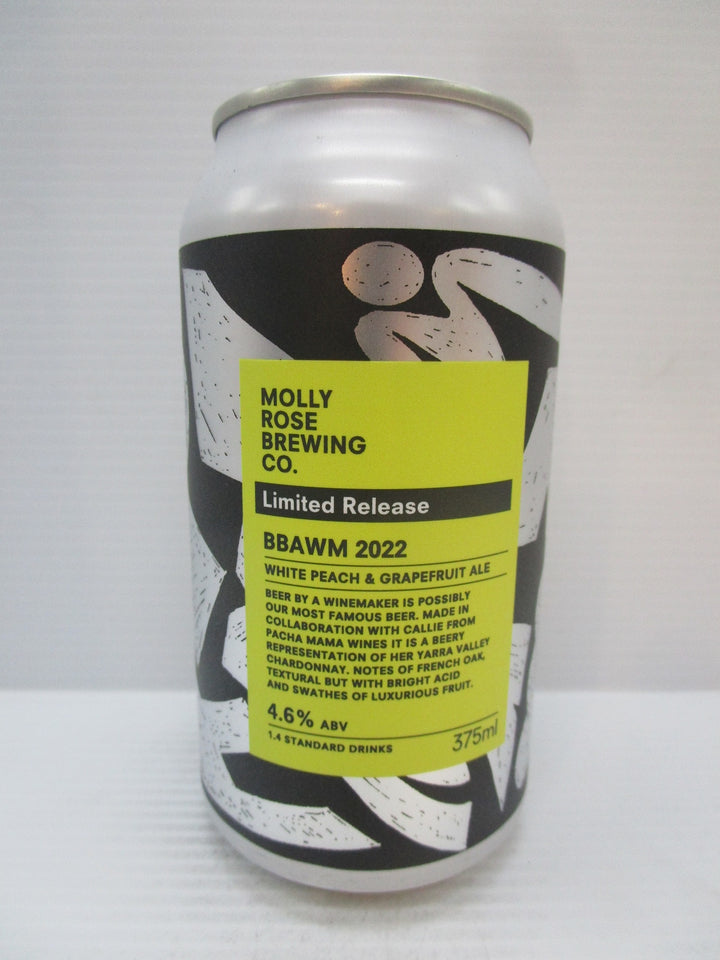 MOLLY
ROSE
BREWING
CO.
Limited Release
BBAWM 2022
WHITE PEACH & GRAPEFRUIT ALE
BEER BY A WINEMAKER IS POSSIBLY
OUR MOST FAMOUS BEER. MADE IN
COLLABORATION WITH CALLIE FROM
PACHA MAMA WINES IT IS A BEERY
REPRESENTATION OF HER YARRA VALLEY
CHARDONNAY. NOTES OF FRENCH OAK,
TEXTURAL BUT WITH BRIGHT ACID
AND SWATHES OF LUXURIOUS FRUIT.
4.6% ABV
1.4 STANDARD DRINKS
375ml